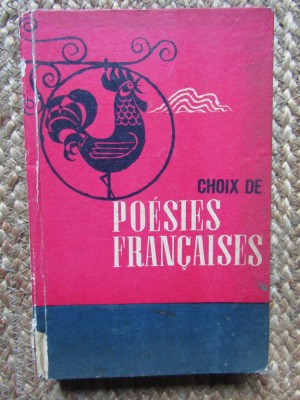 CHOIX DE
POÉSIES
FRANÇAISES